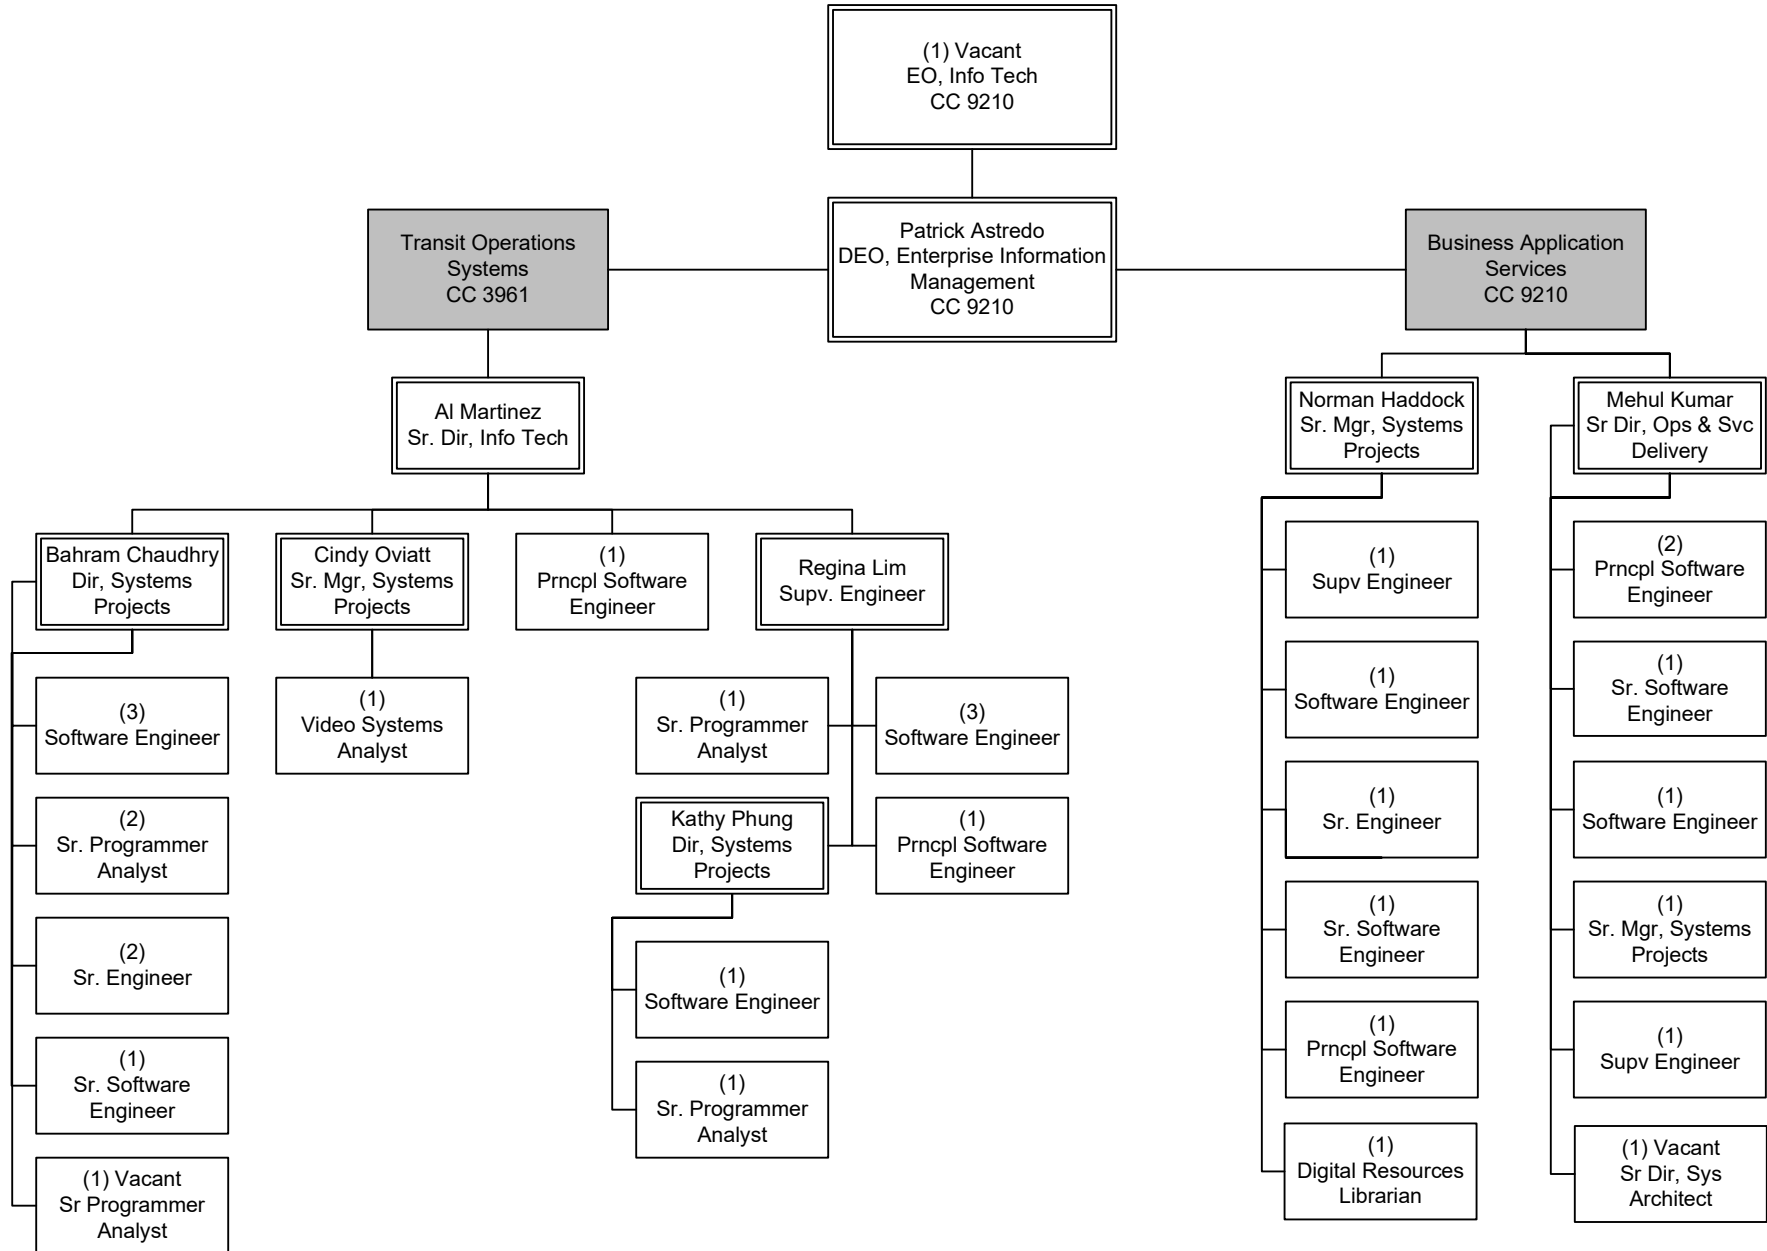 (1) Vacant
EO, Info Tech
CC 9210
Transit Operations
Systems
CC 3961
Patrick Astredo
DEO, Enterprise Information
Management
CC 9210
Business Application
Services
CC 9210
Al Martinez
Sr. Dir, Info Tech
Norman Haddock
Sr. Mgr, Systems
Projects
Mehul Kumar
Sr Dir, Ops & Svc
Delivery
Bahram Chaudhry
Dir, Systems
Projects
Cindy Oviatt
Sr. Mgr, Systems
Projects
(1)
Prncpl Software
Engineer
Regina Lim
Supv. Engineer
(3)
Software Engineer
(2)
Sr. Programmer
Analyst
(2)
Sr. Engineer
(1)
Sr. Software
Engineer
(1) Vacant
Sr Programmer
Analyst
(1)
Video Systems
Analyst
(1)
Sr. Programmer
Analyst
(3)
Software Engineer
Kathy Phung
Dir, Systems
Projects
(1)
Prncpl Software
Engineer
(1)
Software Engineer
(1)
Sr. Programmer
Analyst
(1)
Supv Engineer
(1)
Software Engineer
(1)
Sr. Engineer
(1)
Sr. Software
Engineer
(1)
Prncpl Software
Engineer
(1)
Digital Resources
Librarian
(2)
Prncpl Software
Engineer
(1)
Sr. Software
Engineer
(1)
Software Engineer
(1)
Sr. Mgr, Systems
Projects
(1)
Supv Engineer
(1) Vacant
Sr Dir, Sys
Architect